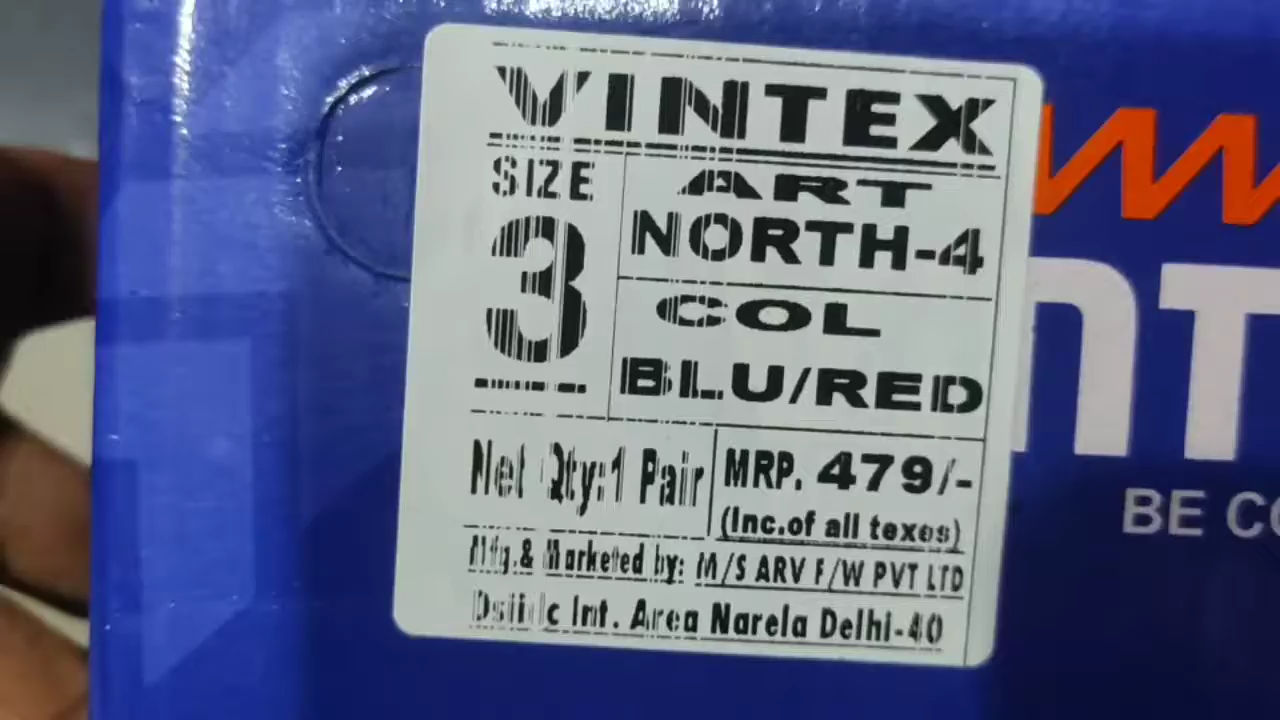 VINTEX
SIZE
3
ART
NORTH-4
COL
BLU/RED
Net Qty:1 Pair
MRP. 479/-
(Inc.of all texes)
Mfg.& Marketed by: M/S ARV F/W PVT LTD
Dsiidc Int. Area Narela Delhi-40
BE